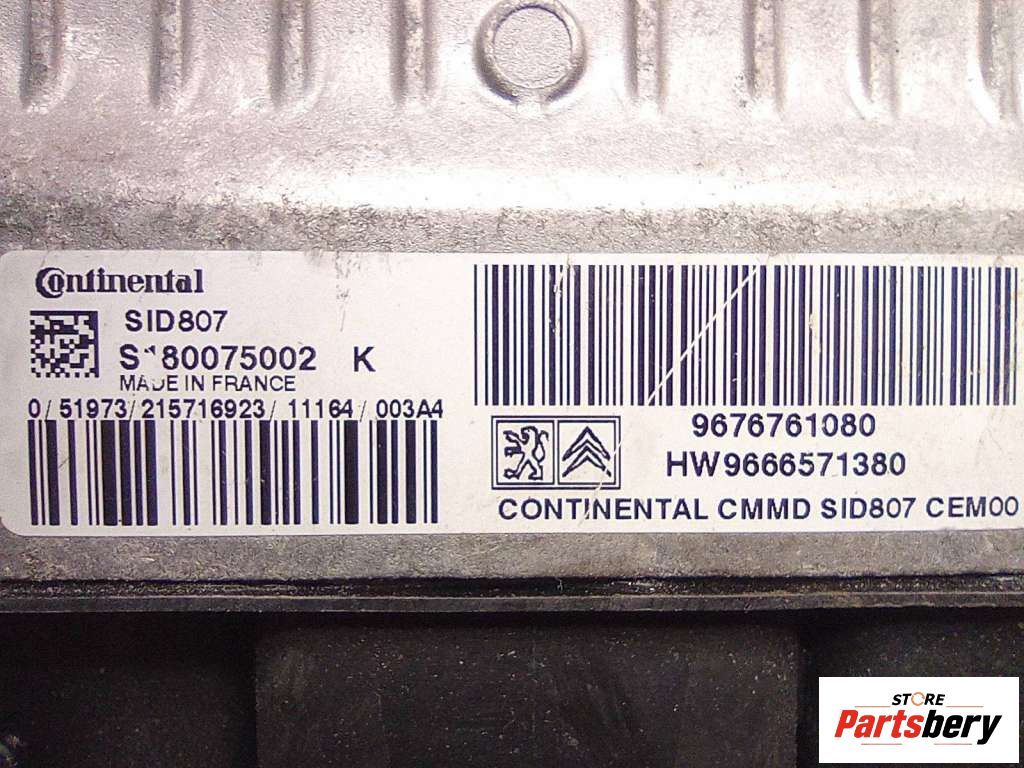 Continental
SID807
S180075002 K
MADE IN FRANCE
0/51973/215716923/11164/003A4
9676761080
HW9666571380
CONTINENTAL CMMD SID807 CEM00
STORE
Partsbery